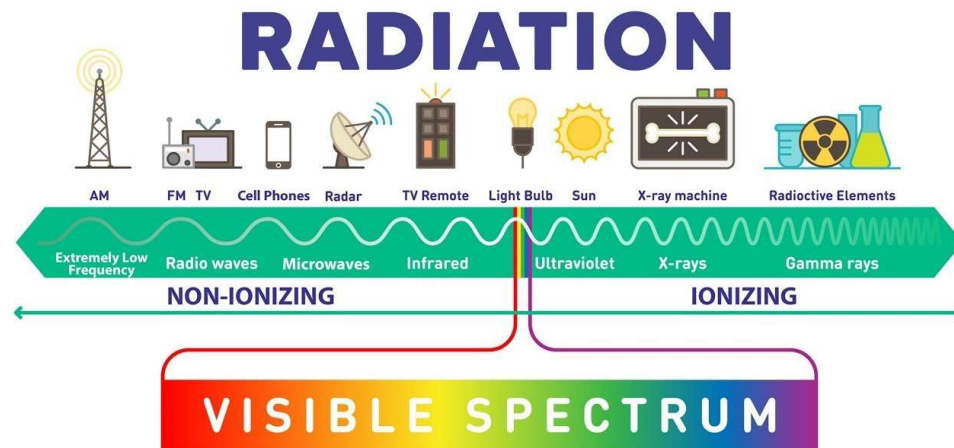 RADIATION
AM
FM TV
Cell Phones
Radar
TV Remote
Light Bulb
Sun
X-ray machine
Radioctive Elements
Extremely Low
Frequency
Radio waves
Microwaves
Infrared
Ultraviolet
X-rays
Gamma rays
NON-IONIZING
IONIZING
VISIBLE SPECTRUM